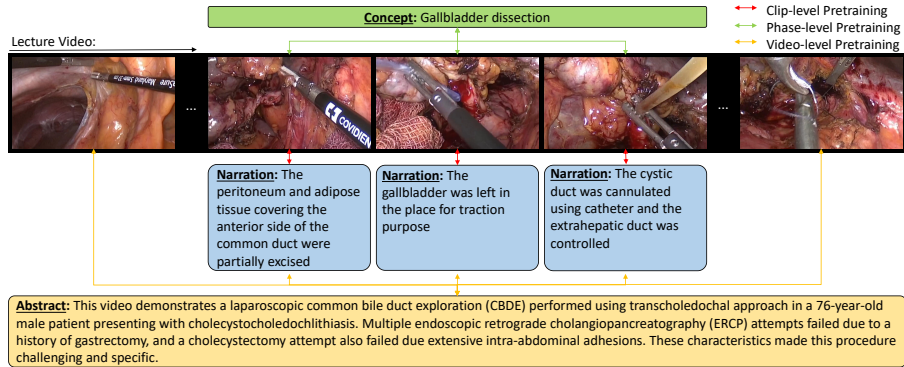 Concept: Gallbladder dissection
Clip-level Pretraining
Phase-level Pretraining
Video-level Pretraining
Lecture Video:
Maryland 5mm-37cm
...
COVIDIEN
...
Narration: The
peritoneum and adipose
tissue covering the
anterior side of the
common duct were
partially excised
Narration: The
gallbladder was left in
the place for traction
purpose
Narration: The cystic
duct was cannulated
using catheter and the
extrahepatic duct was
controlled
Abstract: This video demonstrates a laparoscopic common bile duct exploration (CBDE) performed using transcholedochal approach in a 76-year-old
male patient presenting with cholecystocholedochlithiasis. Multiple endoscopic retrograde cholangiopancreatography (ERCP) attempts failed due to a
history of gastrectomy, and a cholecystectomy attempt also failed due extensive intra-abdominal adhesions. These characteristics made this procedure
challenging and specific.